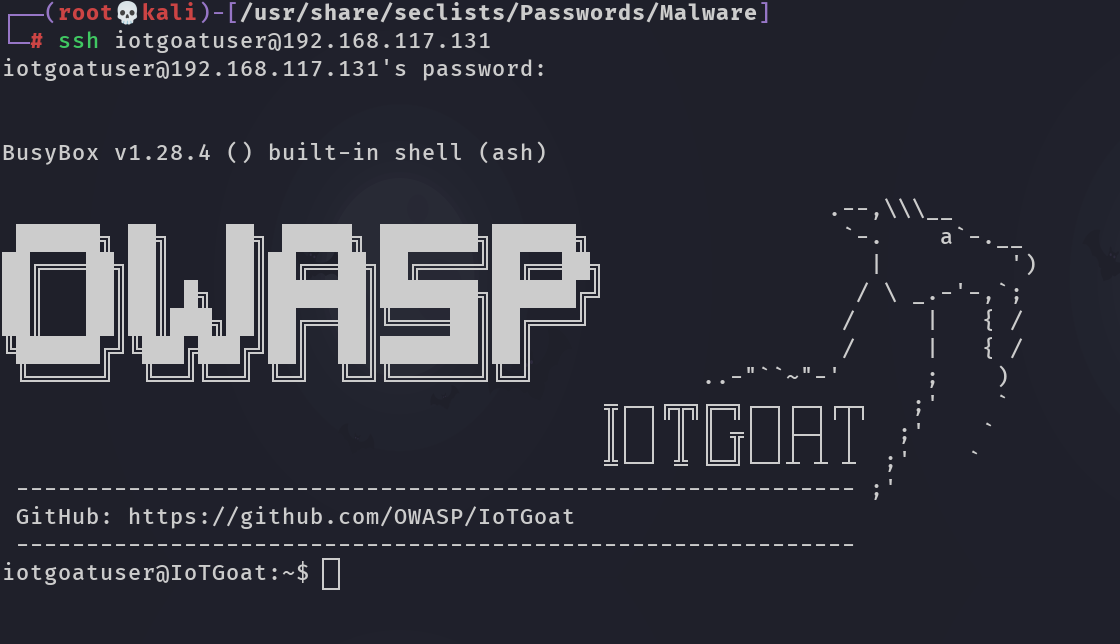 ┌──(root💀kali)-[/usr/share/seclists/Passwords/Malware]
└─# ssh iotgoatuser@192.168.117.131
iotgoatuser@192.168.117.131's password:
BusyBox v1.28.4 () built-in shell (ash)
OWASP
IOTGOAT
------------------------------------------------------------
GitHub: https://github.com/OWASP/IoTGoat
------------------------------------------------------------
iotgoatuser@IoTGoat:~$